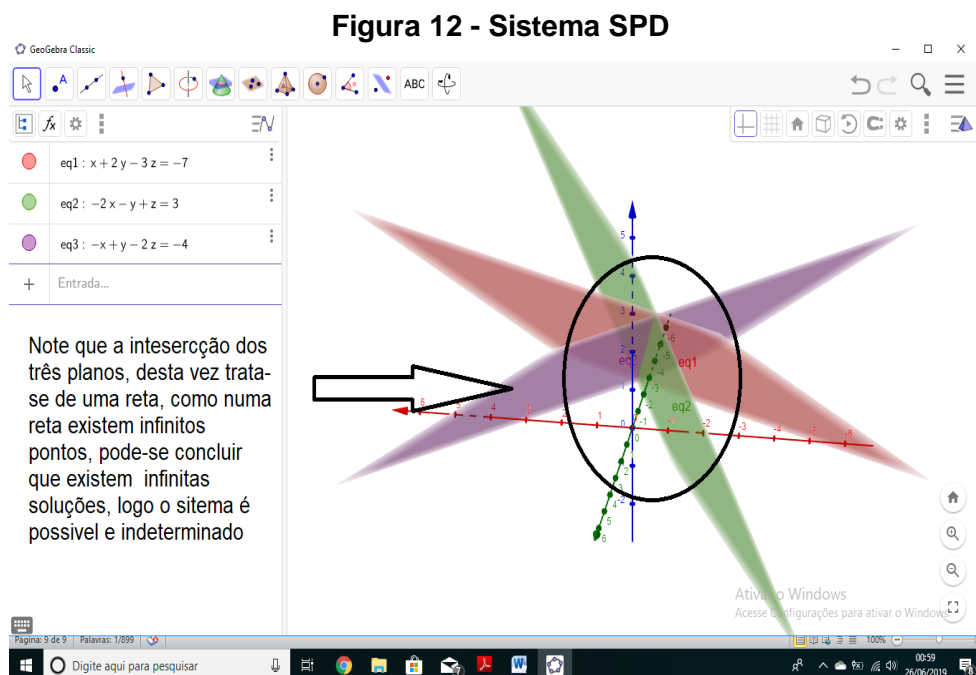 Figura 12 - Sistema SPD
GeoGebra Classic
ABC
eq1 : x + 2 y − 3 z = −7
eq2 : −2 x − y + z = 3
eq3 : −x + y − 2 z = −4
Entrada...
Note que a intesercção dos
três planos, desta vez trata-
se de uma reta, como numa
reta existem infinitos
pontos, pode-se concluir
que existem infinitas
soluções, logo o sitema é
possivel e indeterminado
eq1
eq2
Ativar o Windows
Acesse Configurações para ativar o Windows.
Página: 9 de 9 Palavras: 1/899
100%
Digite aqui para pesquisar
00:59
26/06/2019